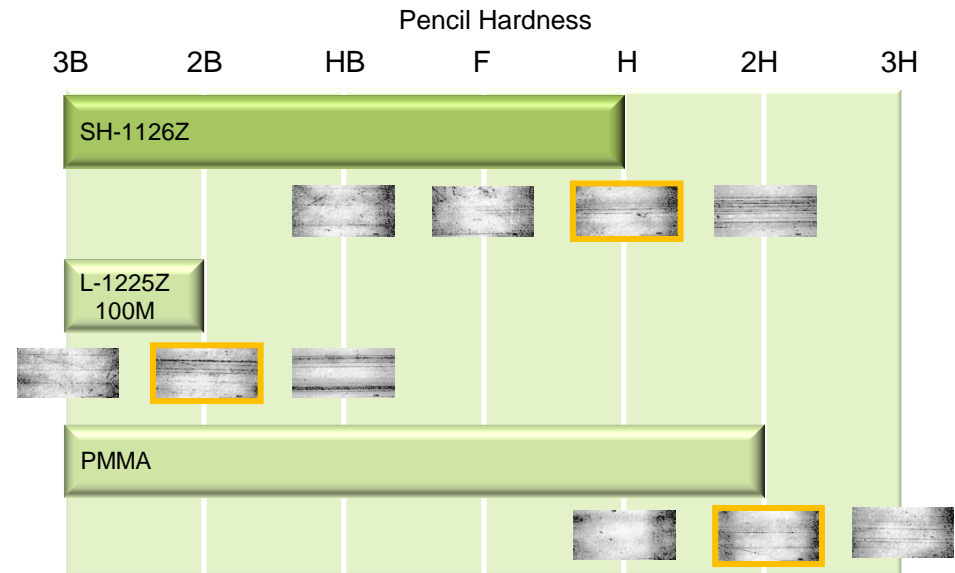 Pencil Hardness
3B 2B HB F H 2H 3H
SH-1126Z
L-1225Z
100M
PMMA